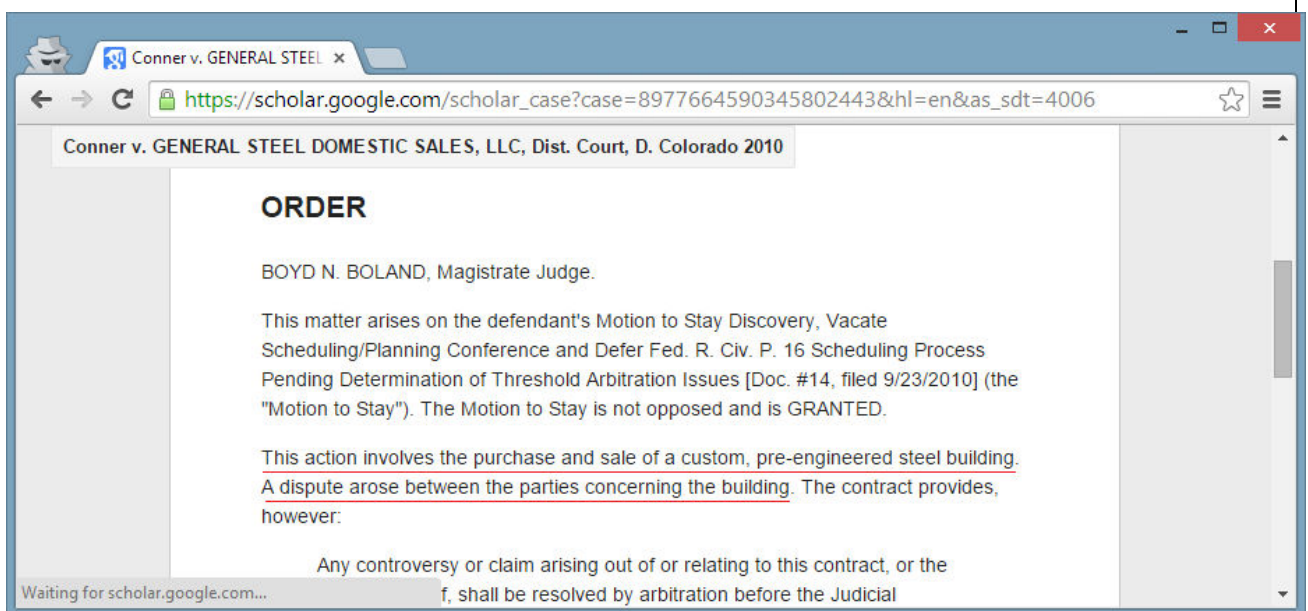 Conner v. GENERAL STEEL
https://scholar.google.com/scholar_case?case=8977664590345802443&hl=en&as_sdt=4006
Conner v. GENERAL STEEL DOMESTIC SALES, LLC, Dist. Court, D. Colorado 2010
ORDER
BOYD N. BOLAND, Magistrate Judge.
This matter arises on the defendant's Motion to Stay Discovery, Vacate
Scheduling/Planning Conference and Defer Fed. R. Civ. P. 16 Scheduling Process
Pending Determination of Threshold Arbitration Issues [Doc. #14, filed 9/23/2010] (the
"Motion to Stay"). The Motion to Stay is not opposed and is GRANTED.
This action involves the purchase and sale of a custom, pre-engineered steel building.
A dispute arose between the parties concerning the building. The contract provides,
however:
Any controversy or claim arising out of or relating to this contract, or the
f, shall be resolved by arbitration before the Judicial
Waiting for scholar.google.com...